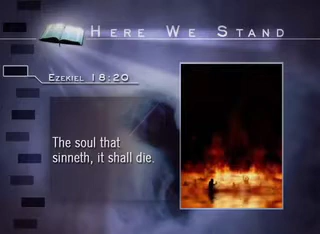 HERE WE STAND
EZEKIEL 18:20
The soul that
sinneth, it shall die.